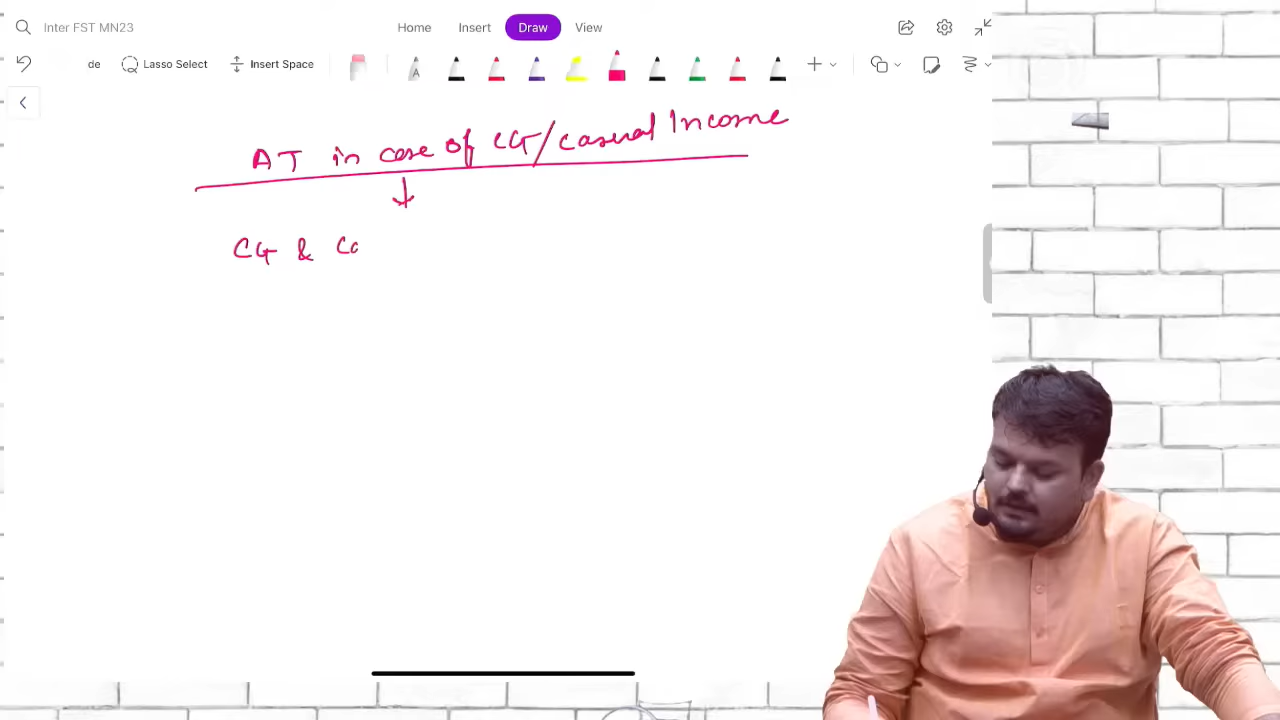 Inter FST MN23
Home Insert Draw View
de Lasso Select Insert Space
AT in case of CG/Casual Income
CG & Ca